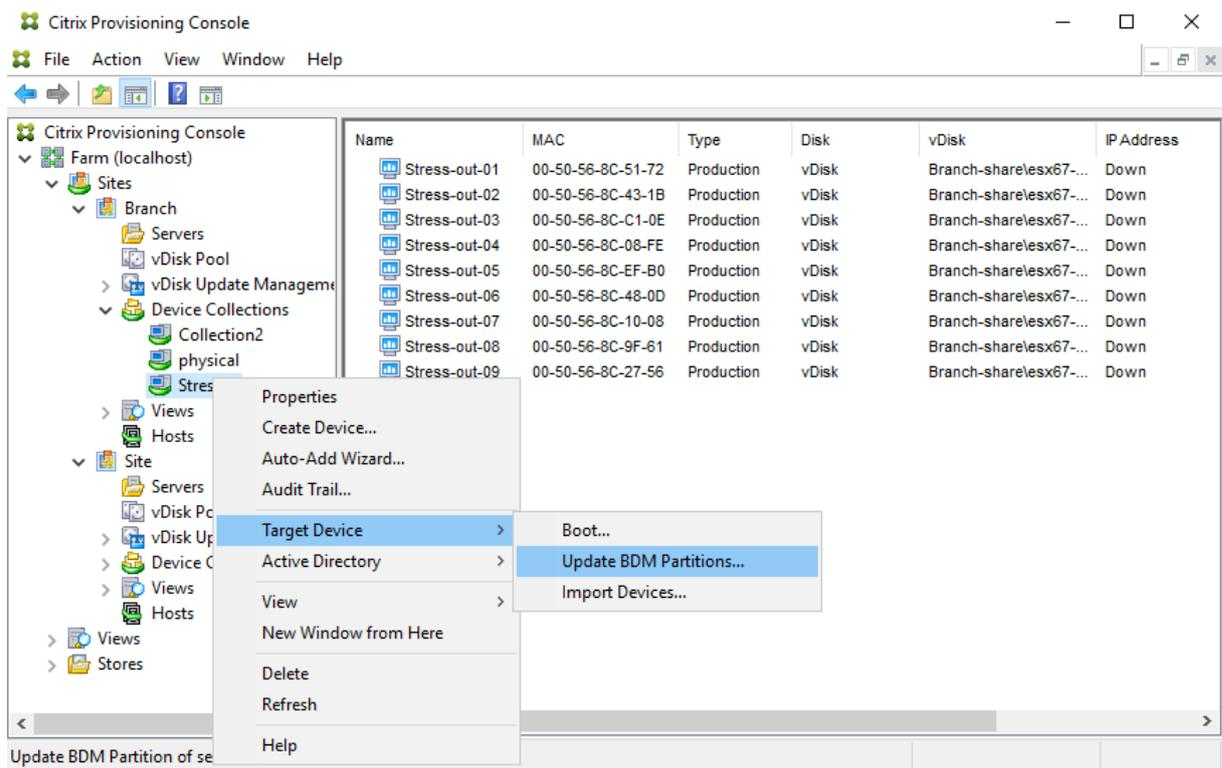 Citrix Provisioning Console
File Action View Window Help
Citrix Provisioning Console
Farm (localhost)
Sites
Branch
Servers
vDisk Pool
vDisk Update Manageme
Device Collections
Collection2
physical
Stres
Views
Hosts
Site
Servers
vDisk Po
vDisk Up
Device C
Views
Hosts
Views
Stores
Name MAC Type Disk vDisk IP Address
Stress-out-01 00-50-56-8C-51-72 Production vDisk Branch-share\esx67-... Down
Stress-out-02 00-50-56-8C-43-1B Production vDisk Branch-share\esx67-... Down
Stress-out-03 00-50-56-8C-C1-0E Production vDisk Branch-share\esx67-... Down
Stress-out-04 00-50-56-8C-08-FE Production vDisk Branch-share\esx67-... Down
Stress-out-05 00-50-56-8C-EF-B0 Production vDisk Branch-share\esx67-... Down
Stress-out-06 00-50-56-8C-48-0D Production vDisk Branch-share\esx67-... Down
Stress-out-07 00-50-56-8C-10-08 Production vDisk Branch-share\esx67-... Down
Stress-out-08 00-50-56-8C-9F-61 Production vDisk Branch-share\esx67-... Down
Stress-out-09 00-50-56-8C-27-56 Production vDisk Branch-share\esx67-... Down
Properties
Create Device...
Auto-Add Wizard...
Audit Trail...
Target Device
Active Directory
View
New Window from Here
Delete
Refresh
Help
Boot...
Update BDM Partitions...
Import Devices...
Update BDM Partition of se